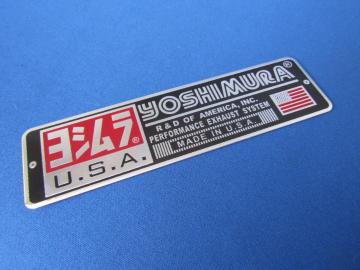 ヨシムラ®
U.S.A.
YOSHIMURA®
R & D OF AMERICA, INC.
PERFORMANCE EXHAUST SYSTEM
MADE IN U.S.A.